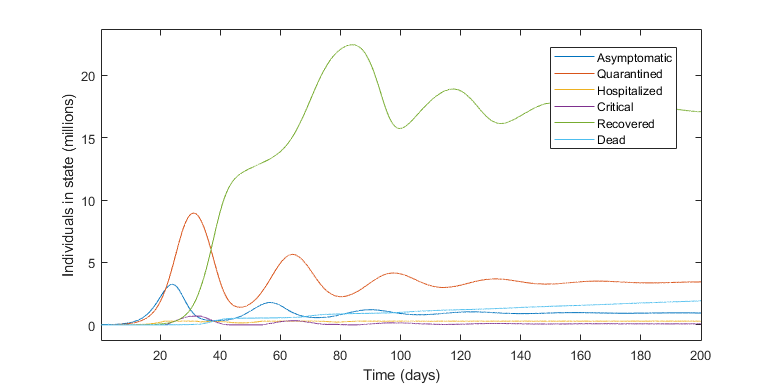 Individuals in state (millions)
20
15
10
5
0
Asymptomatic
Quarantined
Hospitalized
Critical
Recovered
Dead
20 40 60 80 100 120 140 160 180 200
Time (days)